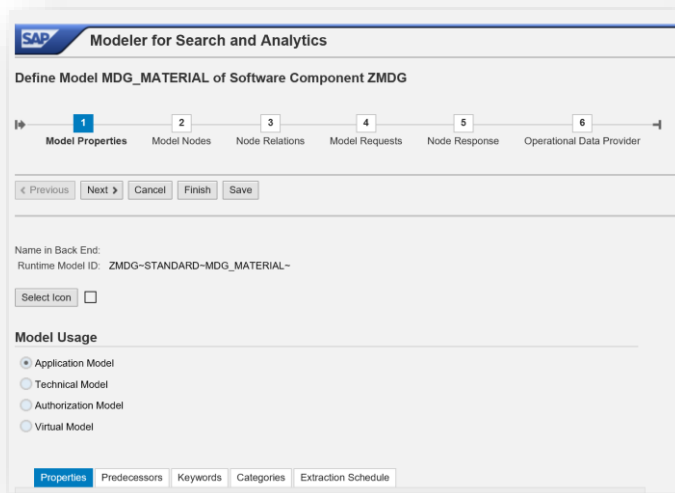 SAP Modeler for Search and Analytics
Define Model MDG_MATERIAL of Software Component ZMDG
1 2 3 4 5 6
Model Properties Model Nodes Node Relations Model Requests Node Response Operational Data Provider
< Previous Next > Cancel Finish Save
Name in Back End:
Runtime Model ID: ZMDG~STANDARD~MDG_MATERIAL~
Select Icon
Model Usage
Application Model
Technical Model
Authorization Model
Virtual Model
Properties Predecessors Keywords Categories Extraction Schedule